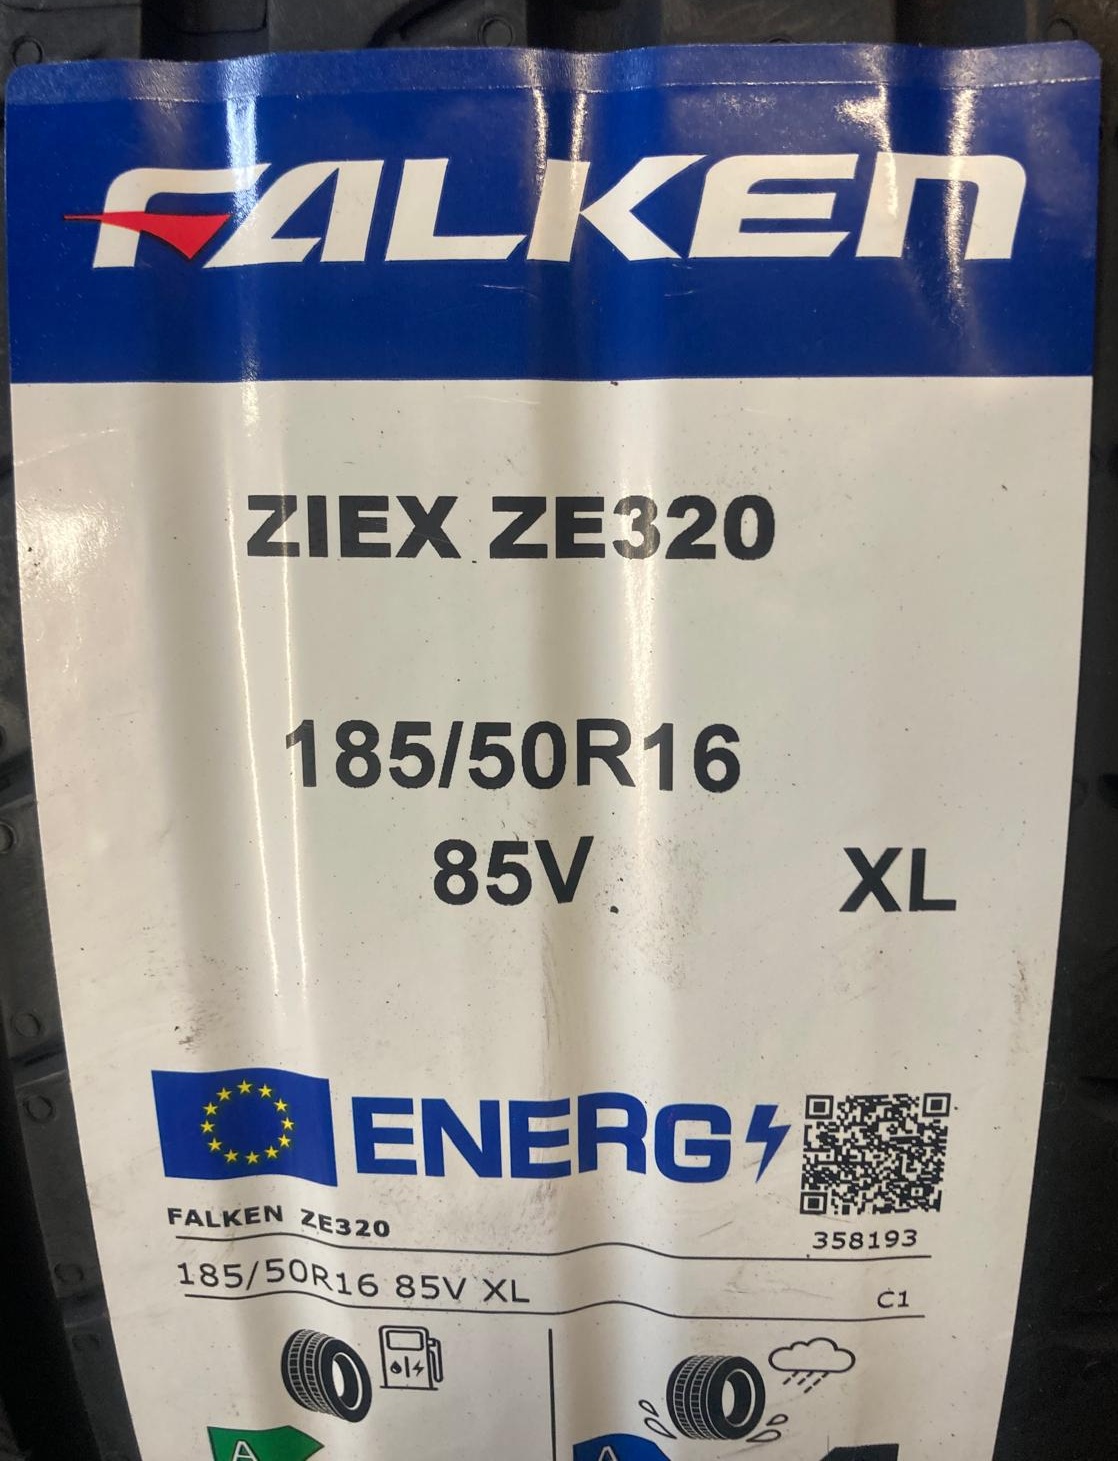 FALKEN
ZIEX ZE320
185/50R16
85V XL
ENERG
FALKEN ZE320
358193
185/50R16 85V XL
C1
A
A